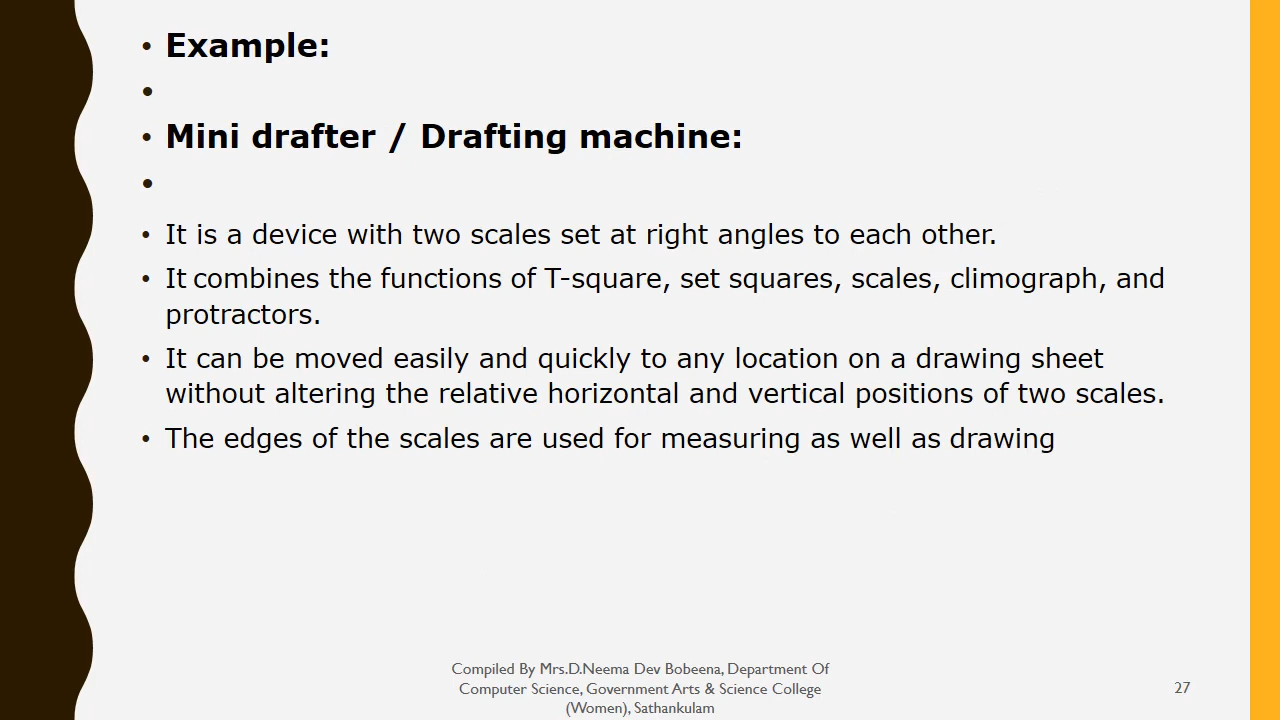 • Example:
•
• Mini drafter / Drafting machine:
•
• It is a device with two scales set at right angles to each other.
• It combines the functions of T-square, set squares, scales, climograph, and
protractors.
• It can be moved easily and quickly to any location on a drawing sheet
without altering the relative horizontal and vertical positions of two scales.
• The edges of the scales are used for measuring as well as drawing
Compiled By Mrs.D.Neema Dev Bobeena, Department Of
Computer Science, Government Arts & Science College
(Women), Sathankulam
27